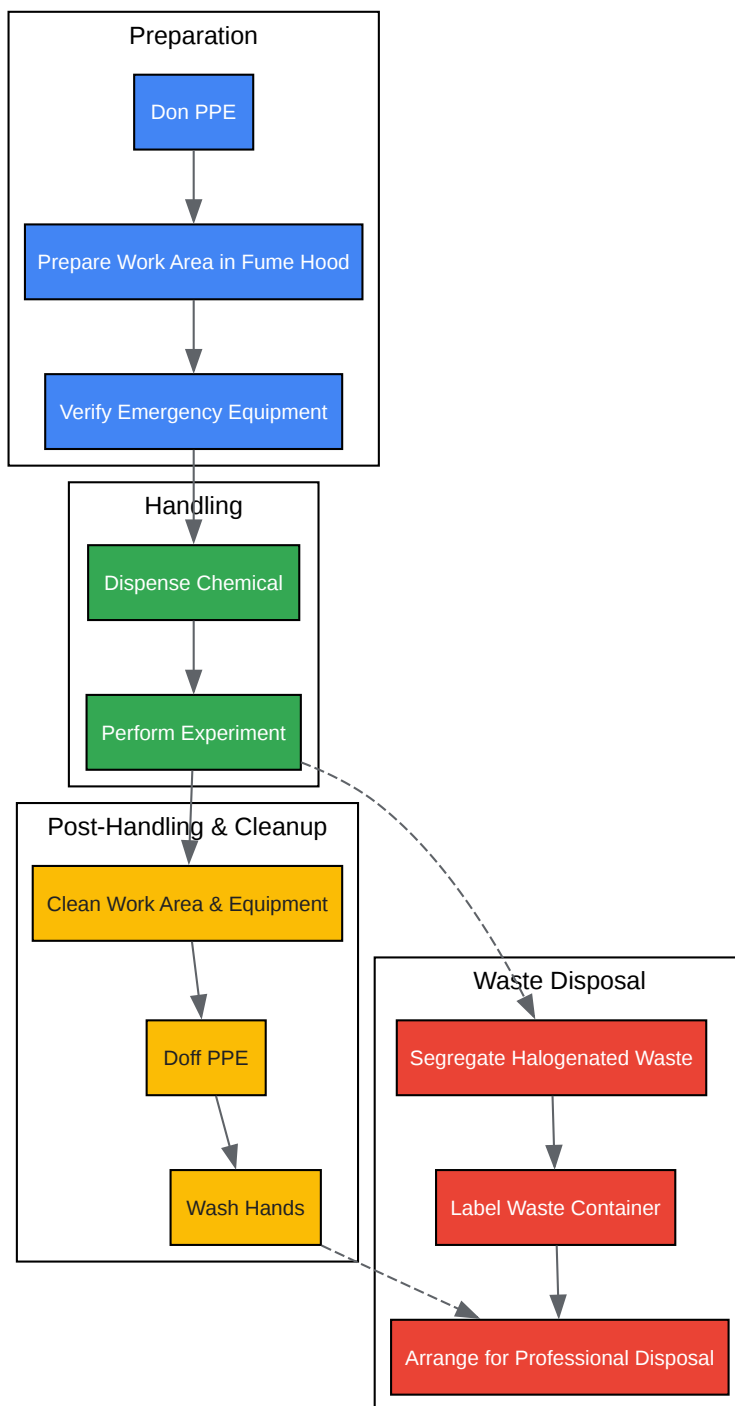 Preparation
Don PPE
Prepare Work Area in Fume Hood
Verify Emergency Equipment
Handling
Dispense Chemical
Perform Experiment
Post-Handling & Cleanup
Clean Work Area & Equipment
Doff PPE
Wash Hands
Waste Disposal
Segregate Halogenated Waste
Label Waste Container
Arrange for Professional Disposal